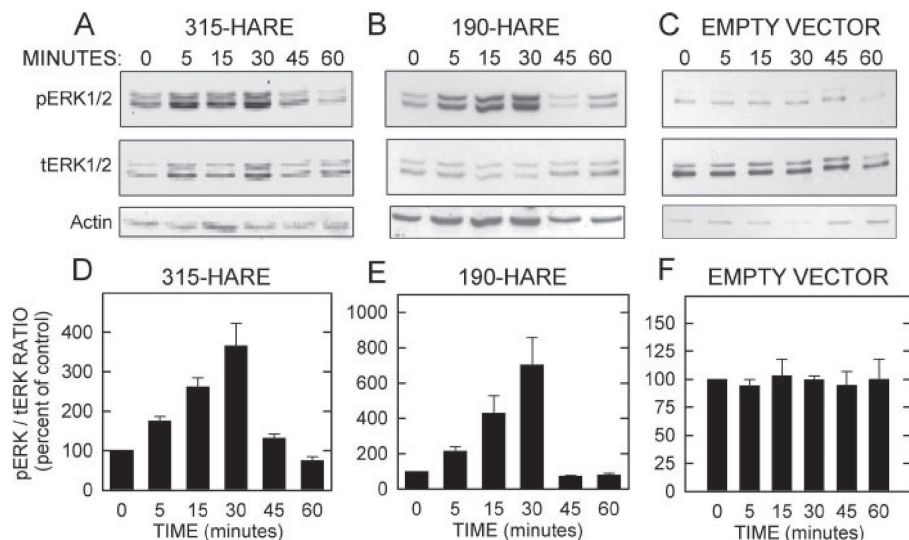 A 315-HARE B 190-HARE C EMPTY VECTOR
MINUTES: 0 5 15 30 45 60 0 5 15 30 45 60 0 5 15 30 45 60
pERK1/2
tERK1/2
Actin
D 315-HARE E 190-HARE F EMPTY VECTOR
pERK / tERK RATIO
(percent of control)
400
300
200
100
0
0 5 15 30 45 60
TIME (minutes)
1000
800
600
400
200
0
0 5 15 30 45 60
TIME (minutes)
150
125
100
75
50
25
0
0 5 15 30 45 60
TIME (minutes)